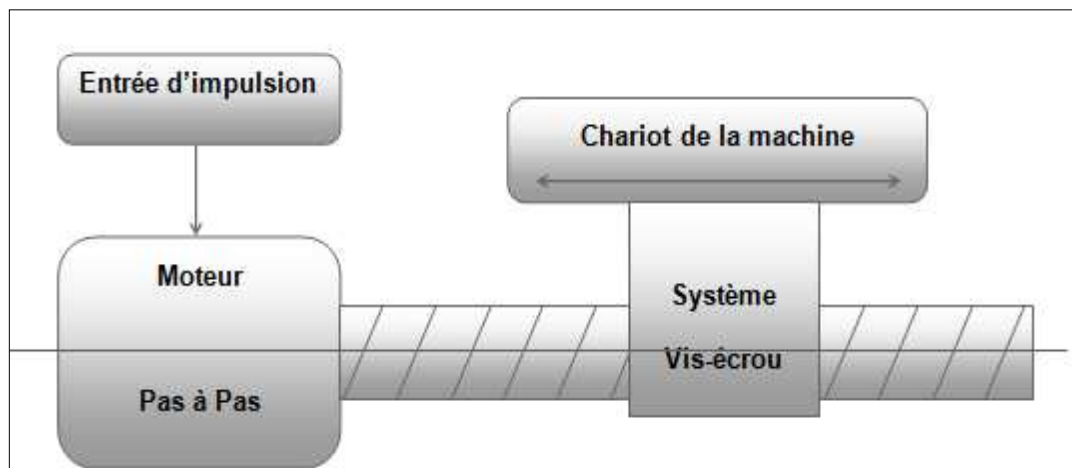 Entrée d'impulsion
Chariot de la machine
Moteur
Pas à Pas
Système
Vis-écrou